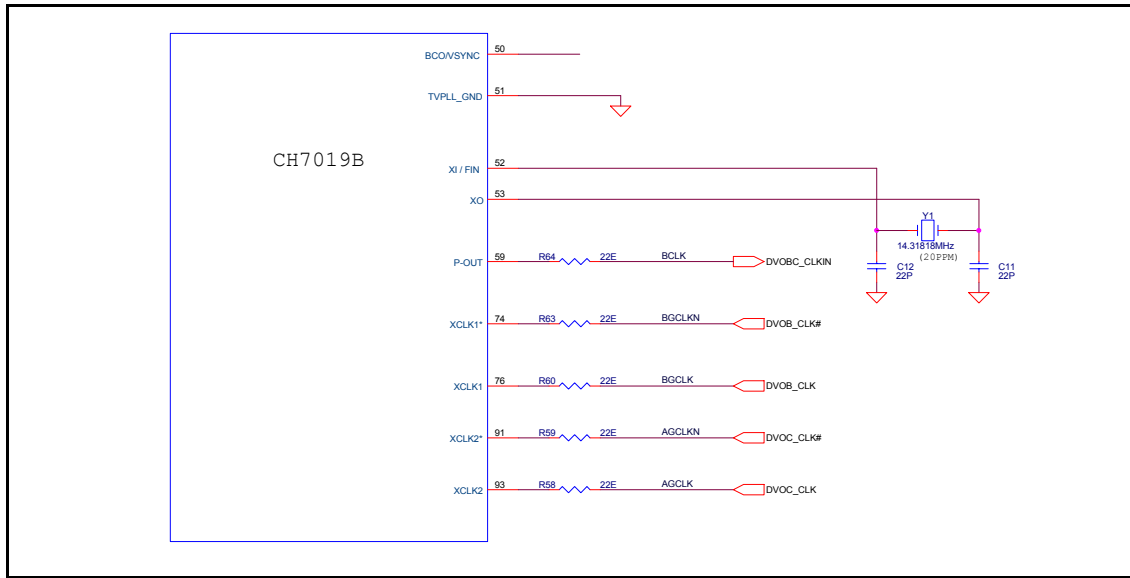 BCO/VSYNC 50
TVPLL_GND 51
CH7019B
XI / FIN 52
XO 53
Y1
14.31818MHz
(20PPM)
C12
22P
C11
22P
P-OUT 59 R64 22E BCLK DVOBC_CLKIN
XCLK1* 74 R63 22E BGCLKN DVOB_CLK#
XCLK1 76 R60 22E BGCLK DVOB_CLK
XCLK2* 91 R59 22E AGCLKN DVOC_CLK#
XCLK2 93 R58 22E AGCLK DVOC_CLK